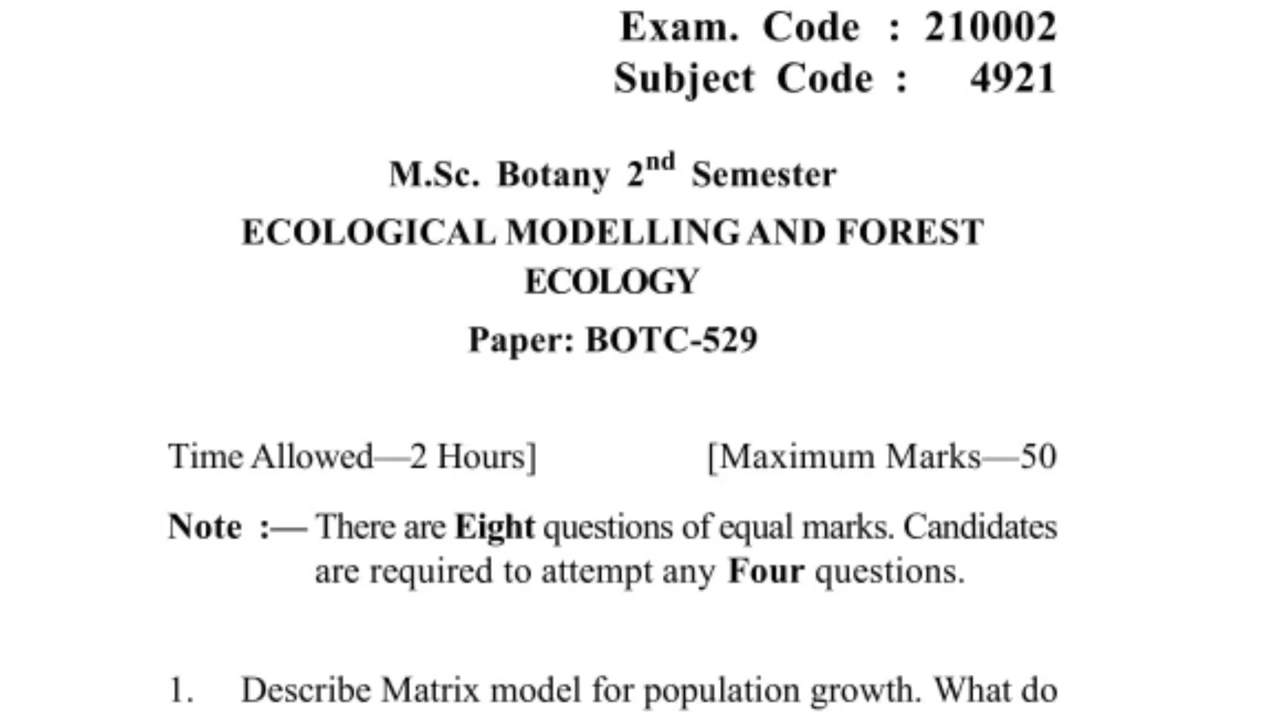 Exam. Code : 210002
Subject Code : 4921
M.Sc. Botany 2nd Semester
ECOLOGICAL MODELLING AND FOREST
ECOLOGY
Paper: BOTC-529
Time Allowed—2 Hours] [Maximum Marks—50
Note :— There are Eight questions of equal marks. Candidates
are required to attempt any Four questions.
1. Describe Matrix model for population growth. What do